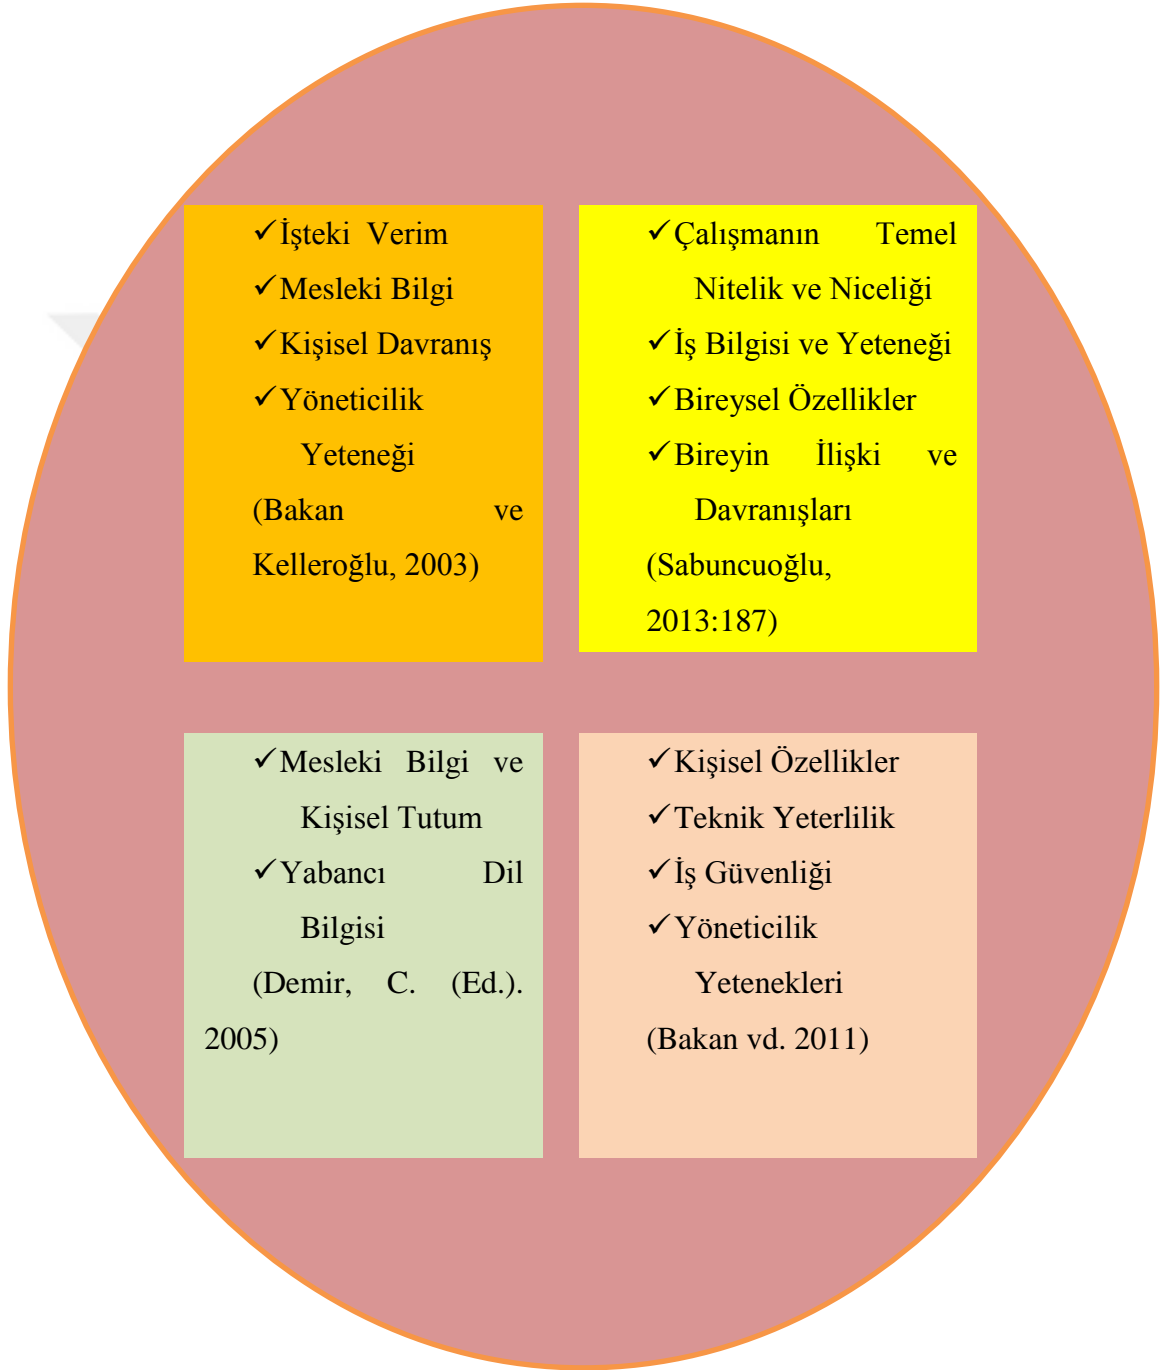 ✓İşteki Verim
✓Mesleki Bilgi
✓Kişisel Davranış
✓Yöneticilik
Yeteneği
(Bakan ve
Kelleroğlu, 2003)
✓Çalışmanın Temel
Nitelik ve Niceliği
✓İş Bilgisi ve Yeteneği
✓Bireysel Özellikler
✓Bireyin İlişki ve
Davranışları
(Sabuncuoğlu,
2013:187)
✓Mesleki Bilgi ve
Kişisel Tutum
✓Yabancı Dil
Bilgisi
(Demir, C. (Ed.).
2005)
✓Kişisel Özellikler
✓Teknik Yeterlilik
✓İş Güvenliği
✓Yöneticilik
Yetenekleri
(Bakan vd. 2011)